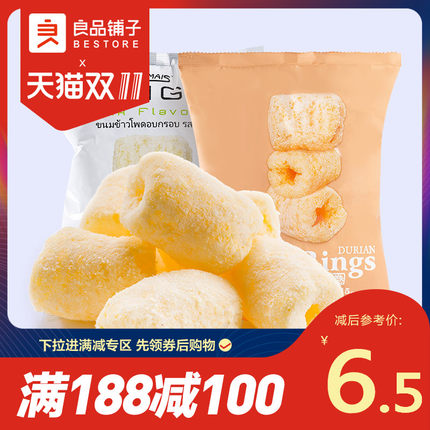 良品铺子
BESTORE
x
天猫双11
MAIS
Flavo
ขนมข้าวโพดอบกรอบ รส
DURIAN
Rings
减后参考价:
下拉进满减专区 先领券后购物
¥6.5
满188减100